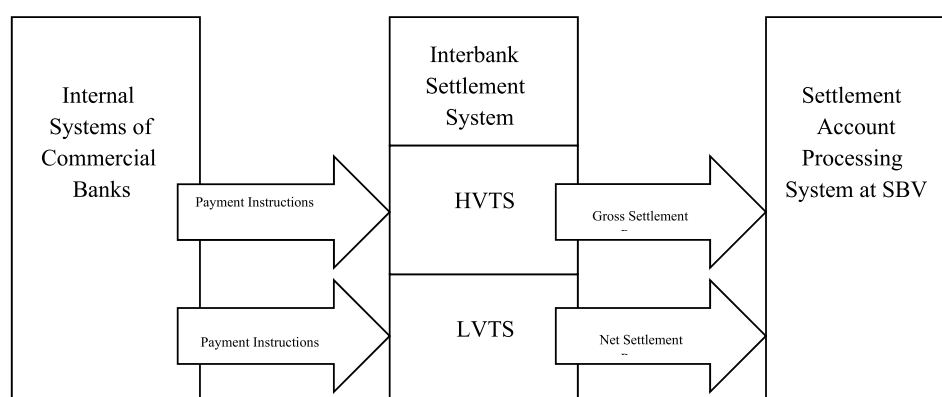 Internal
Systems of
Commercial
Banks
Interbank
Settlement
System
Settlement
Account
Processing
System at SBV
Payment Instructions
HVTS
Gross Settlement
Payment Instructions
LVTS
Net Settlement